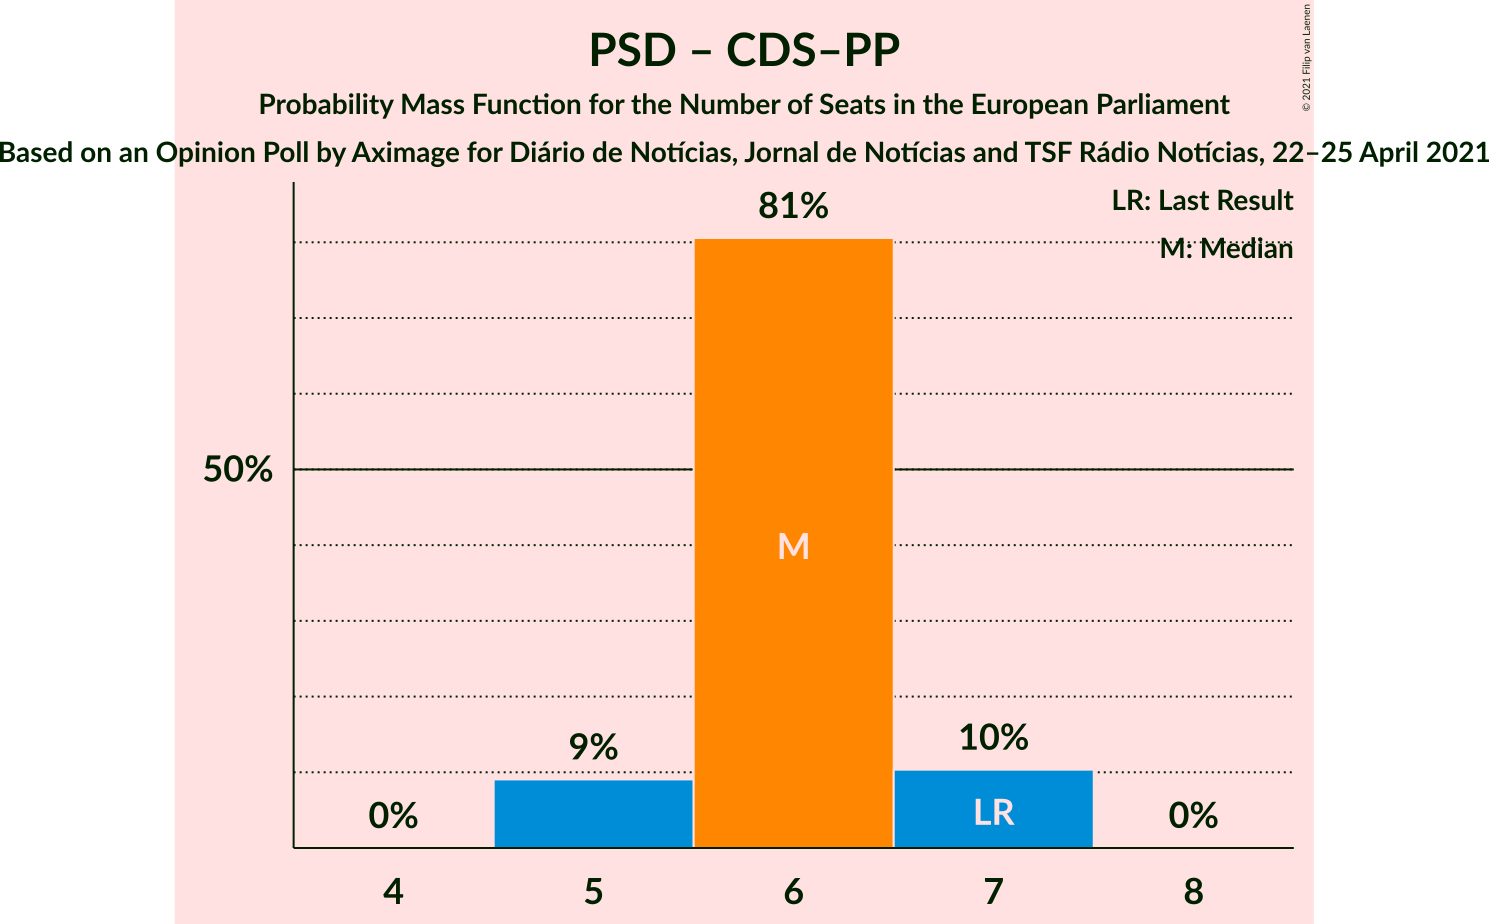 PSD – CDS–PP
Probability Mass Function for the Number of Seats in the European Parliament
Based on an Opinion Poll by Aximage for Diário de Notícias, Jornal de Notícias and TSF Rádio Notícias, 22–25 April 2021
© 2021 Filip van Laenen
LR: Last Result
M: Median
81%
50%
M
9%
10%
0%
LR
0%
4 5 6 7 8